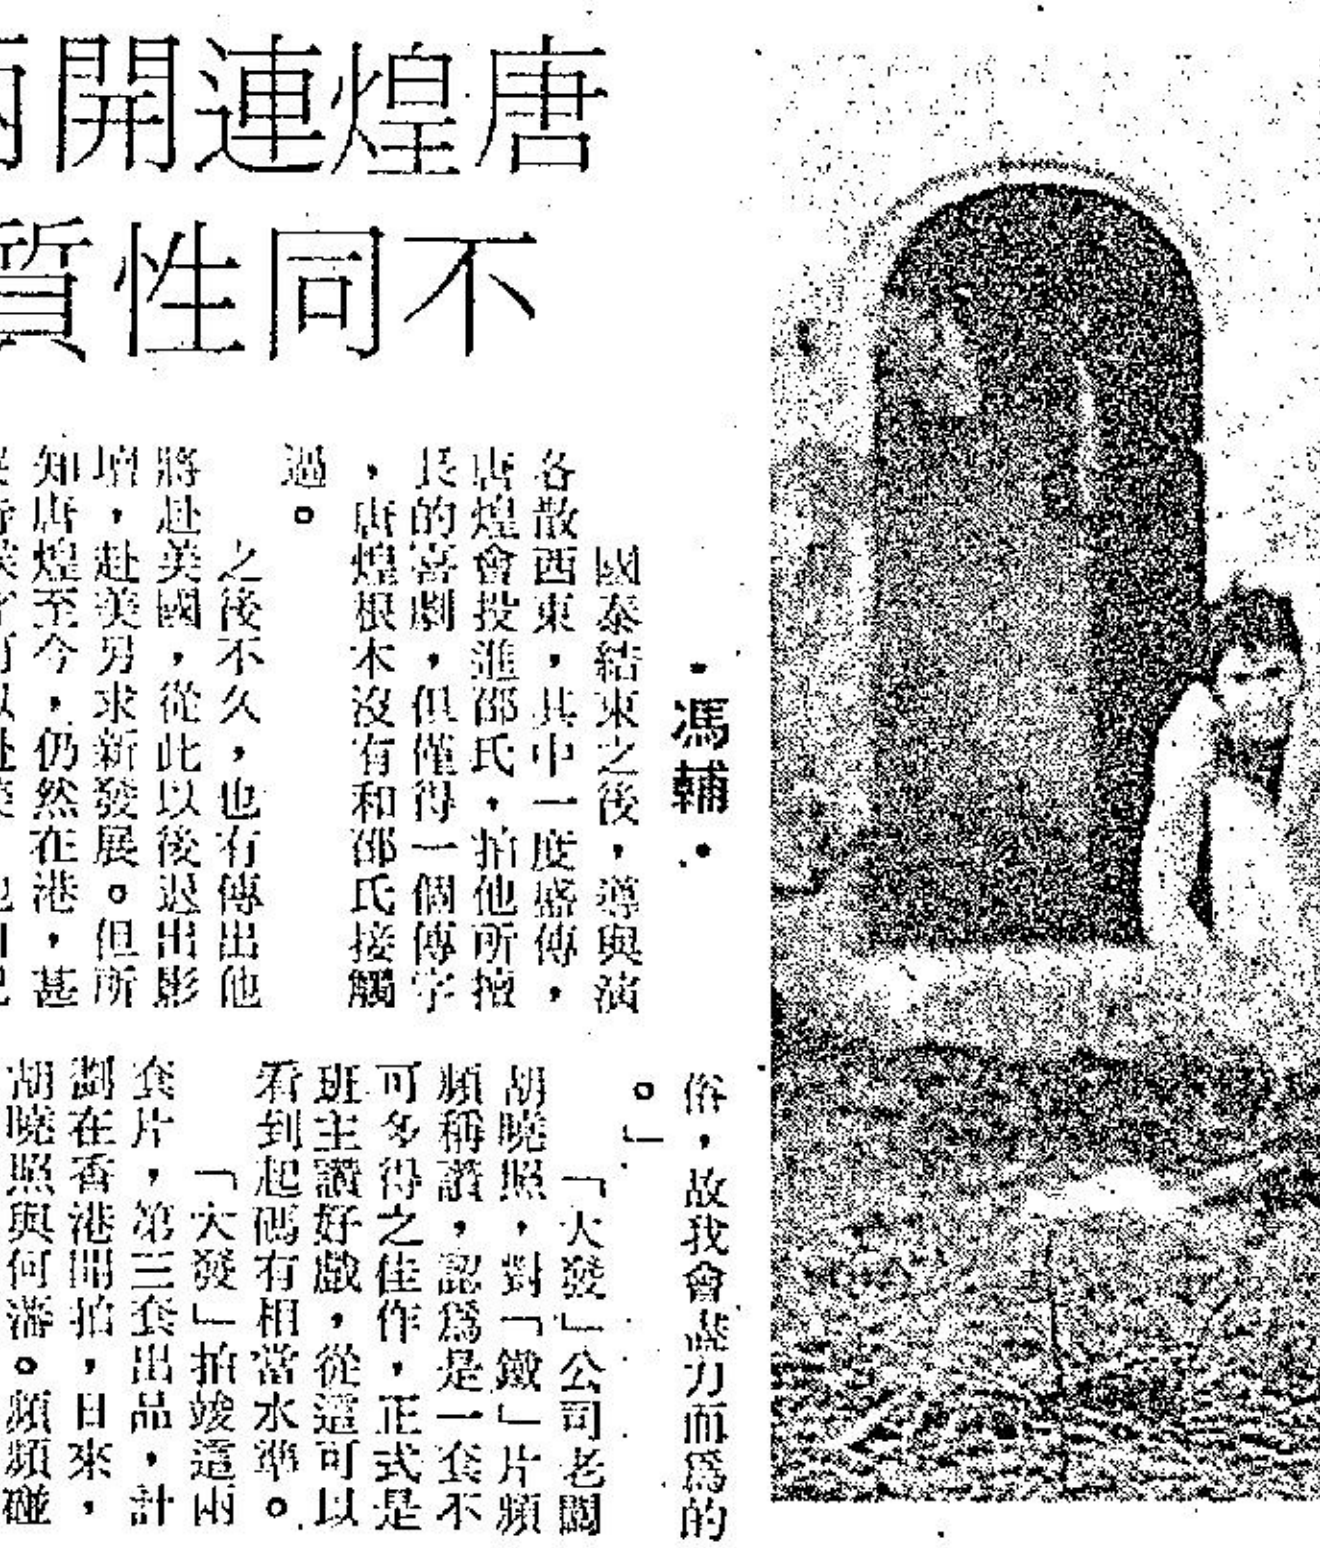 唐煌連開兩
不同性質
·馮輔·
國泰結束之後，導與演
各散西東，其中一度盛傳，
唐煌會投進邵氏，拍他所擅
長的喜劇，但僅得一個傳字
，唐煌根本沒有和邵氏接觸
過。
之後不久，也有傳出他
將赴美國，從此以後退出影
壇，赴美另求新發展。但所
知唐煌至今，仍然在港，甚
俗，故我會盡力而爲的
。」
「大發」公司老闆
胡曉照，對「鐵」片頻
頻稱讚，認爲是一套不
可多得之佳作，正式是
班主讚好戲，從這可以
看到起碼有相當水準。
「大發」拍竣這兩
套片，第三套出品，計
劃在香港開拍，日來，
胡曉照與何藩。頻頻碰